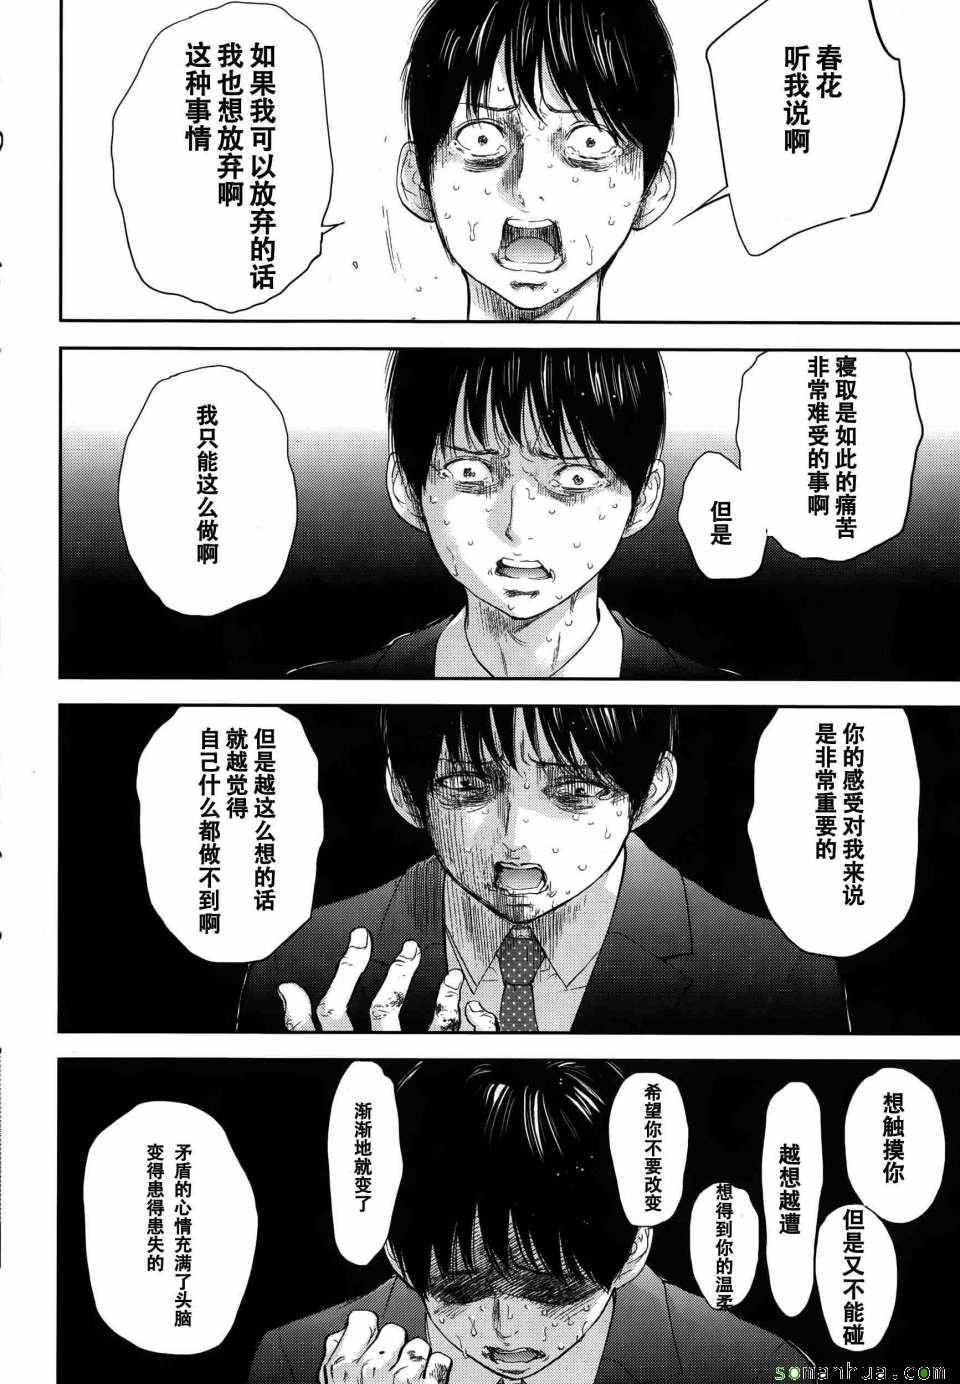 春花
听我说啊
如果我可以放弃的话
我也想放弃啊
这种事情
寝取是如此的痛苦
非常难受的事啊
但是
我只能这么做啊
你的感受对我来说
是非常重要的
但是越这么想的话
就越觉得
自己什么都做不到啊
想触摸你
但是又不能碰
越想越遭
想得到你的温柔
希望你不要改变
渐渐地就变了
矛盾的心情充满了头脑
变得患得患失的
somanhua.com